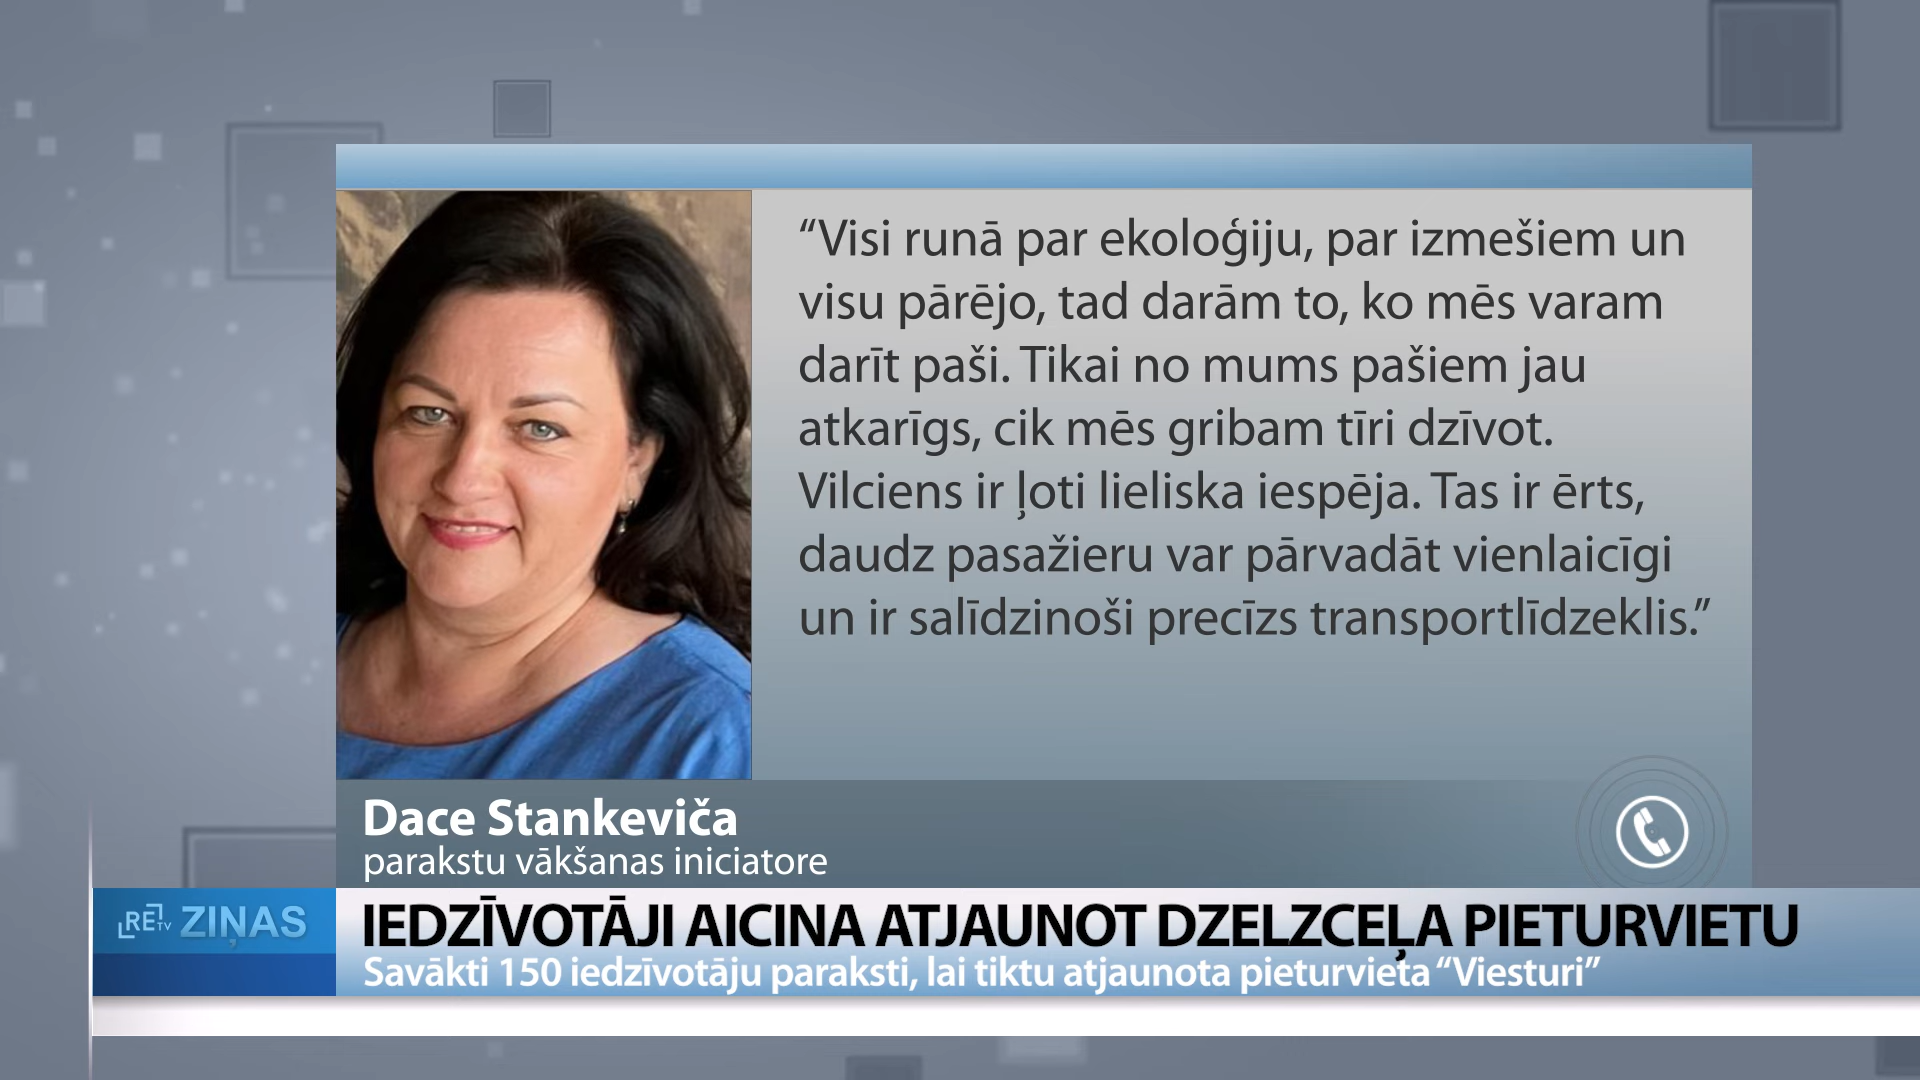 “Visi runā par ekoloģiju, par izmešiem un
visu pārējo, tad darām to, ko mēs varam
darīt paši. Tikai no mums pašiem jau
atkarīgs, cik mēs gribam tīri dzīvot.
Vilciens ir ļoti lieliska iespēja. Tas ir ērts,
daudz pasažieru var pārvadāt vienlaicīgi
un ir salīdzinoši precīzs transportlīdzeklis.”
Dace Stankeviča
parakstu vākšanas iniciatore
RETV ZIŅAS
IEDZĪVOTĀJI AICINA ATJAUNOT DZELZCEĻA PIETURVIETU
Savākti 150 iedzīvotāju paraksti, lai tiktu atjaunota pieturvieta “Viesturi”